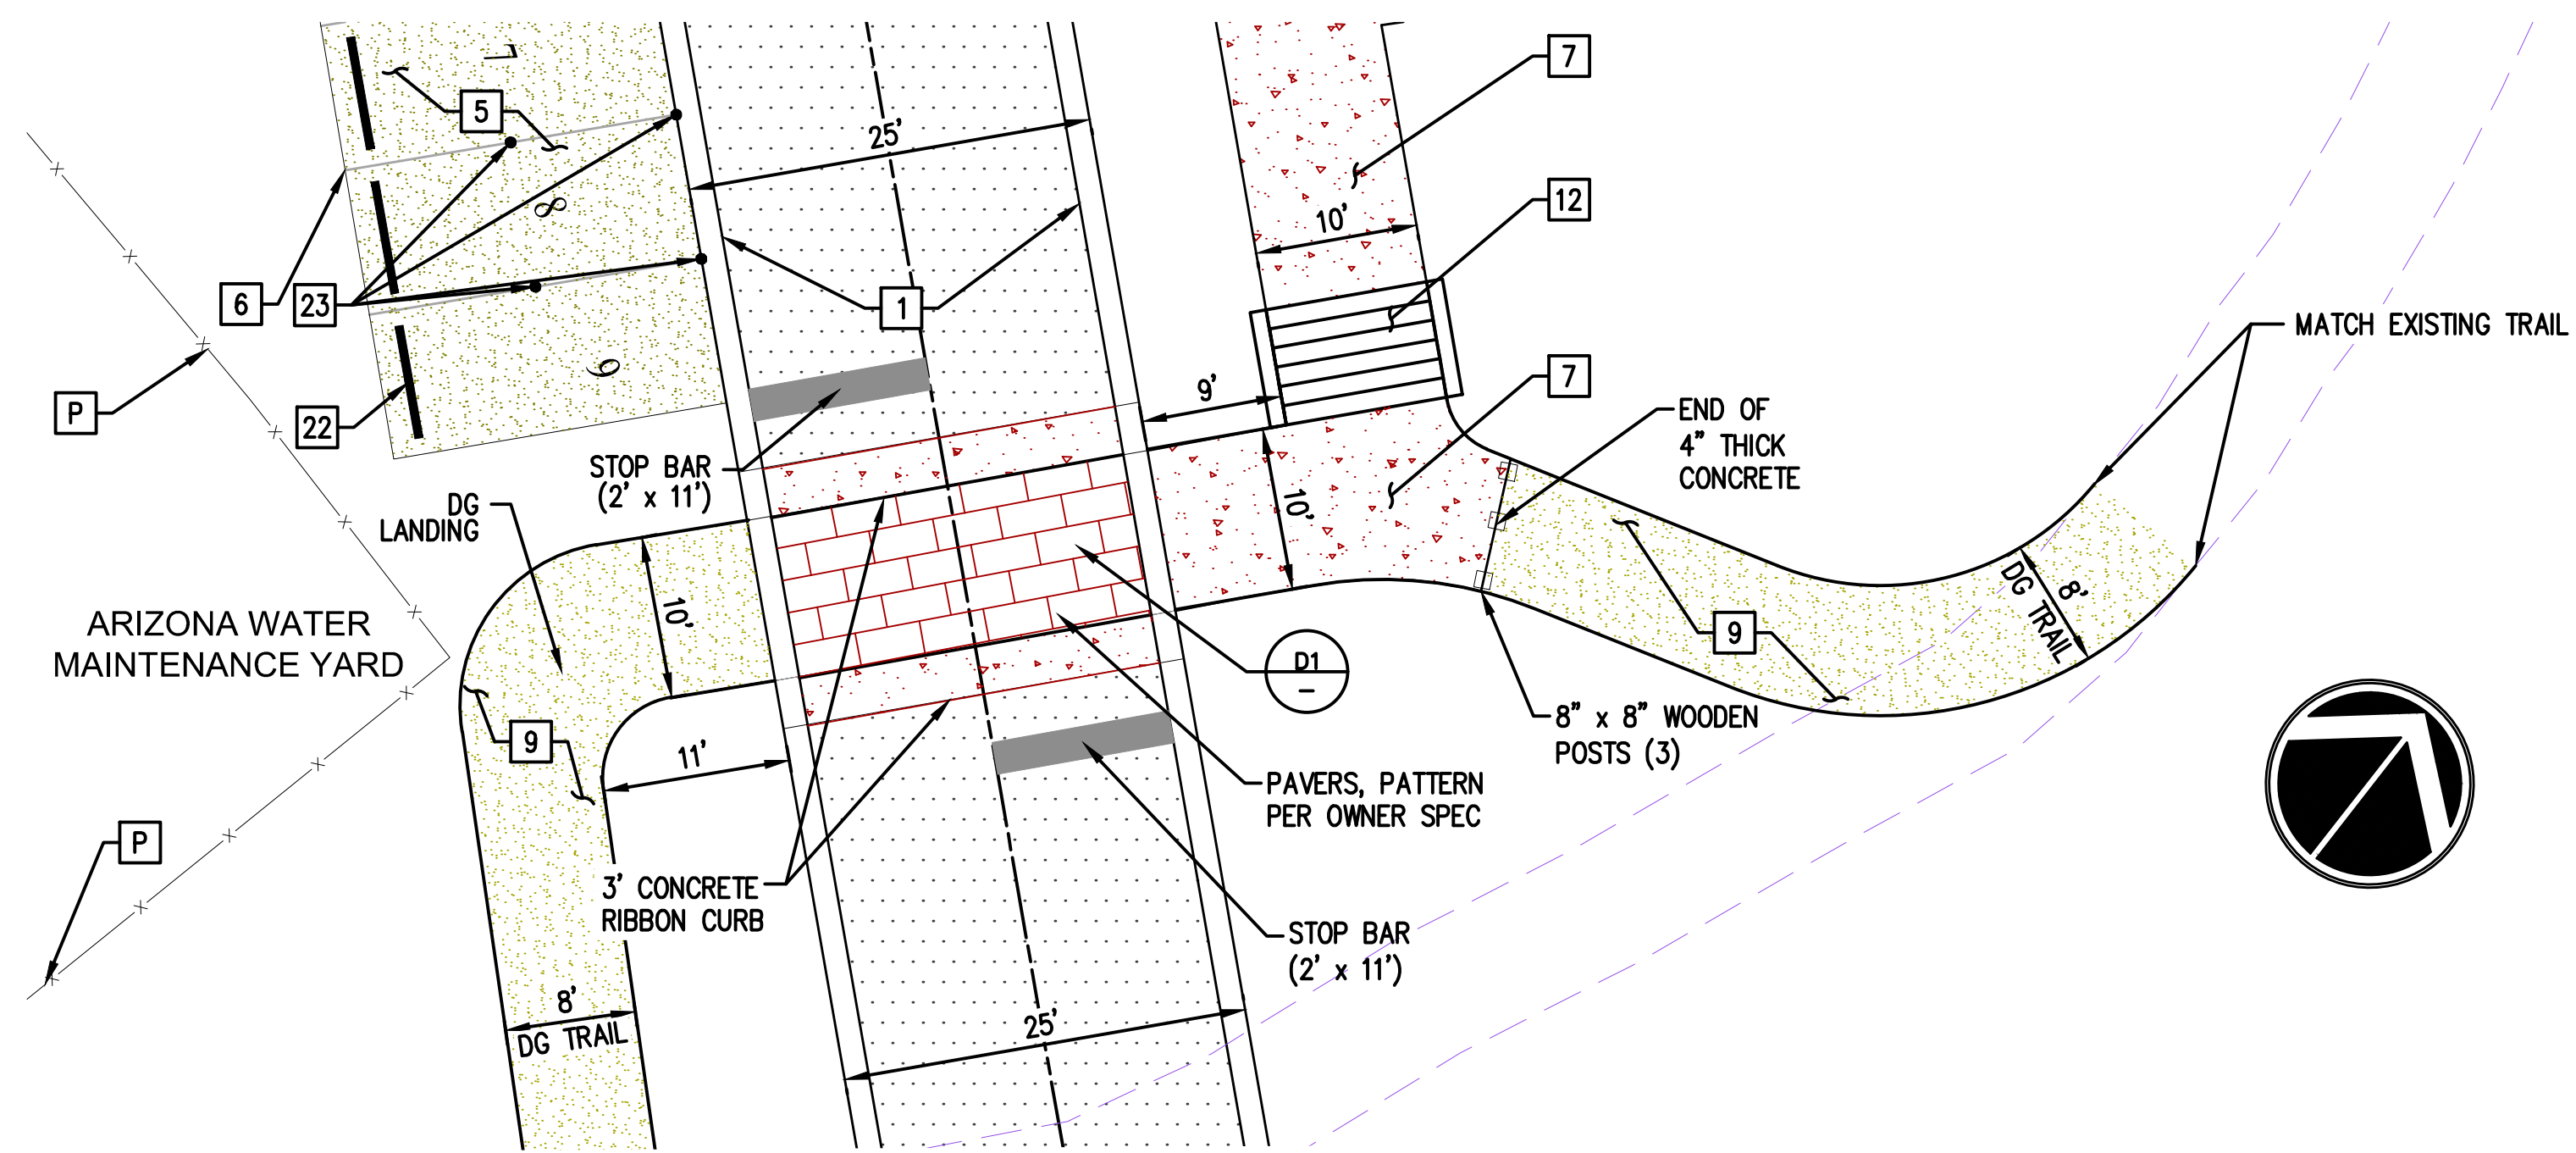 7
7
5
25'
12
8
10'
6
23
1
MATCH EXISTING TRAIL
9
9'
7
P
22
END OF
4" THICK
CONCRETE
STOP BAR
(2' x 11')
DG
LANDING
10'
8'
DG TRAIL
10'
ARIZONA WATER
MAINTENANCE YARD
9
D1
–
8" x 8" WOODEN
POSTS (3)
9
11'
PAVERS, PATTERN
PER OWNER SPEC
P
3' CONCRETE
RIBBON CURB
STOP BAR
(2' x 11')
8'
DG TRAIL
25'